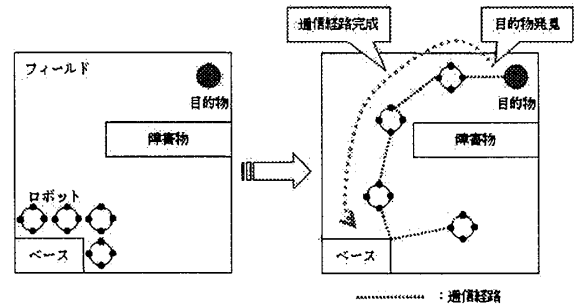 通信経路完成
目的物発見
フィールド
目的物
障害物
ロボット
ベース
目的物
障害物
ベース
：通信経路